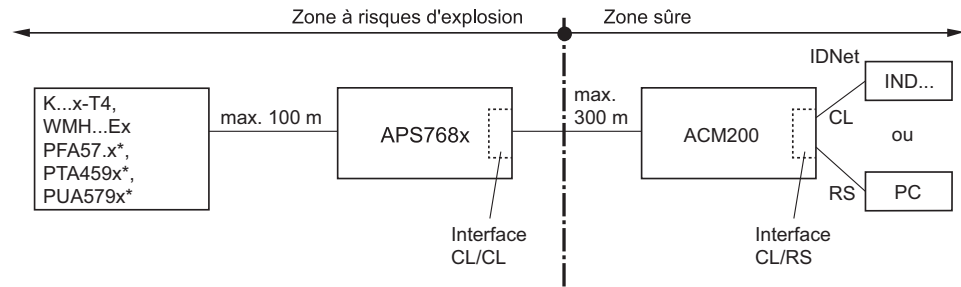 Zone à risques d'explosion
Zone sûre
K...x-T4,
WMH...Ex
PFA57.x*,
PTA459x*,
PUA579x*
max. 100 m
APS768x
Interface
CL/CL
max.
300 m
ACM200
Interface
CL/RS
IDNet
CL
IND...
ou
RS
PC